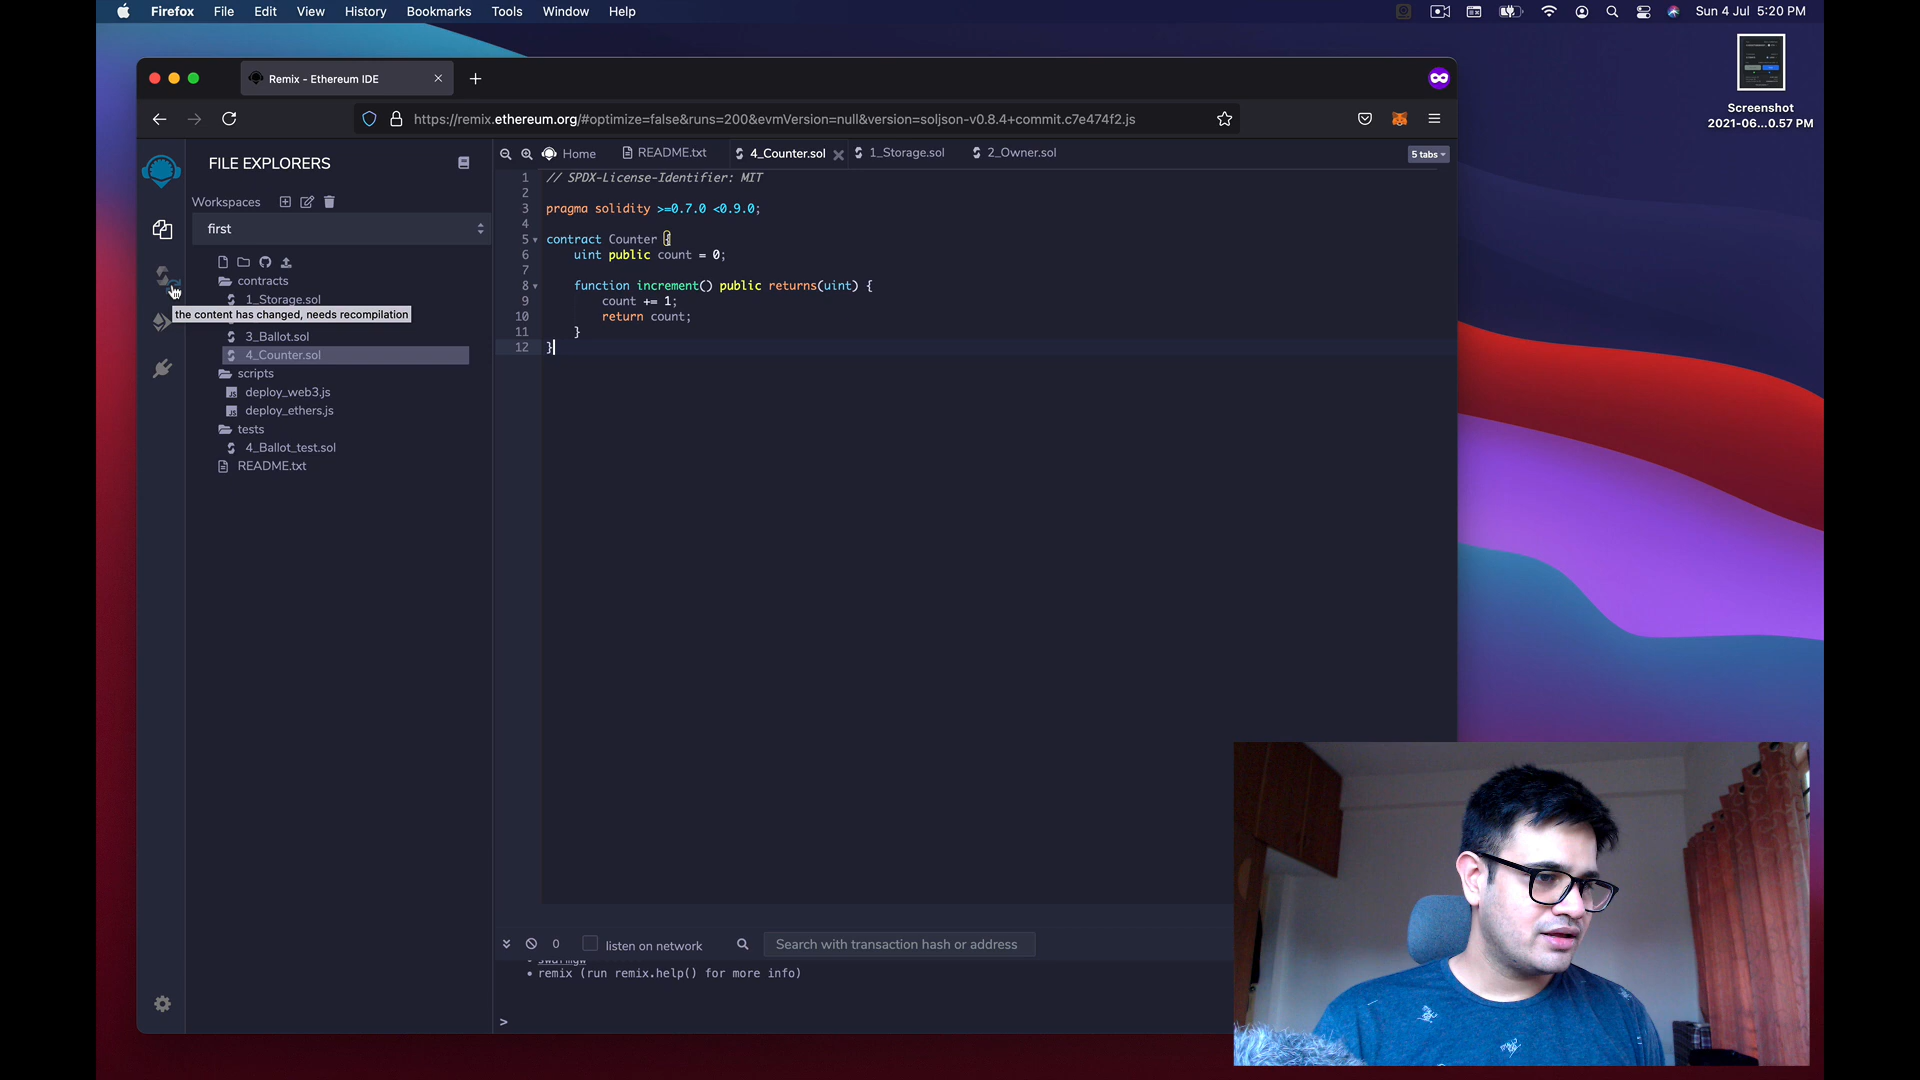 Firefox File Edit View History Bookmarks Tools Window Help Sun 4 Jul 5:20 PM
Screenshot
2021-06...0.57 PM
Remix - Ethereum IDE
https://remix.ethereum.org/#optimize=false&runs=200&evmVersion=null&version=soljson-v0.8.4+commit.c7e474f2.js
FILE EXPLORERS
Home README.txt 4_Counter.sol 1_Storage.sol 2_Owner.sol 5 tabs
Workspaces
first
contracts
1_Storage.sol
the content has changed, needs recompilation
3_Ballot.sol
4_Counter.sol
scripts
deploy_web3.js
deploy_ethers.js
tests
4_Ballot_test.sol
README.txt
1 // SPDX-License-Identifier: MIT
2
3 pragma solidity >=0.7.0 <0.9.0;
4
5 contract Counter {
6 uint public count = 0;
7
8 function increment() public returns(uint) {
9 count += 1;
10 return count;
11 }
12 }
0 listen on network Search with transaction hash or address
• swarmgw
• remix (run remix.help() for more info)
>